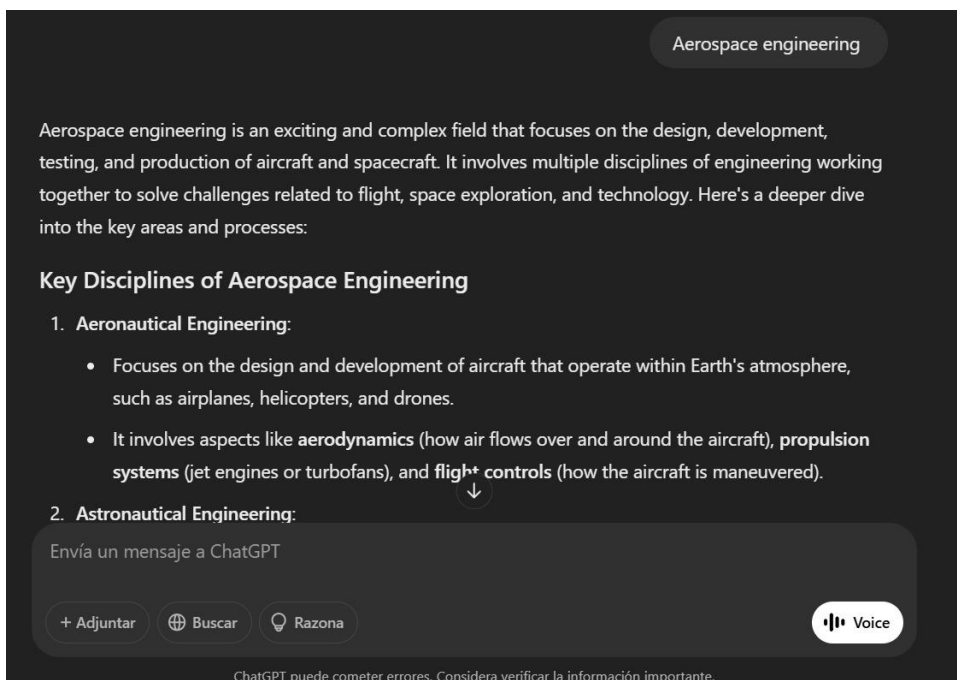 Aerospace engineering
Aerospace engineering is an exciting and complex field that focuses on the design, development,
testing, and production of aircraft and spacecraft. It involves multiple disciplines of engineering working
together to solve challenges related to flight, space exploration, and technology. Here's a deeper dive
into the key areas and processes:
Key Disciplines of Aerospace Engineering
1. Aeronautical Engineering:
• Focuses on the design and development of aircraft that operate within Earth's atmosphere,
such as airplanes, helicopters, and drones.
• It involves aspects like aerodynamics (how air flows over and around the aircraft), propulsion
systems (jet engines or turbofans), and flight controls (how the aircraft is maneuvered).
2. Astronautical Engineering:
Envía un mensaje a ChatGPT
+ Adjuntar Buscar Razona Voice
ChatGPT puede cometer errores. Considera verificar la información importante.